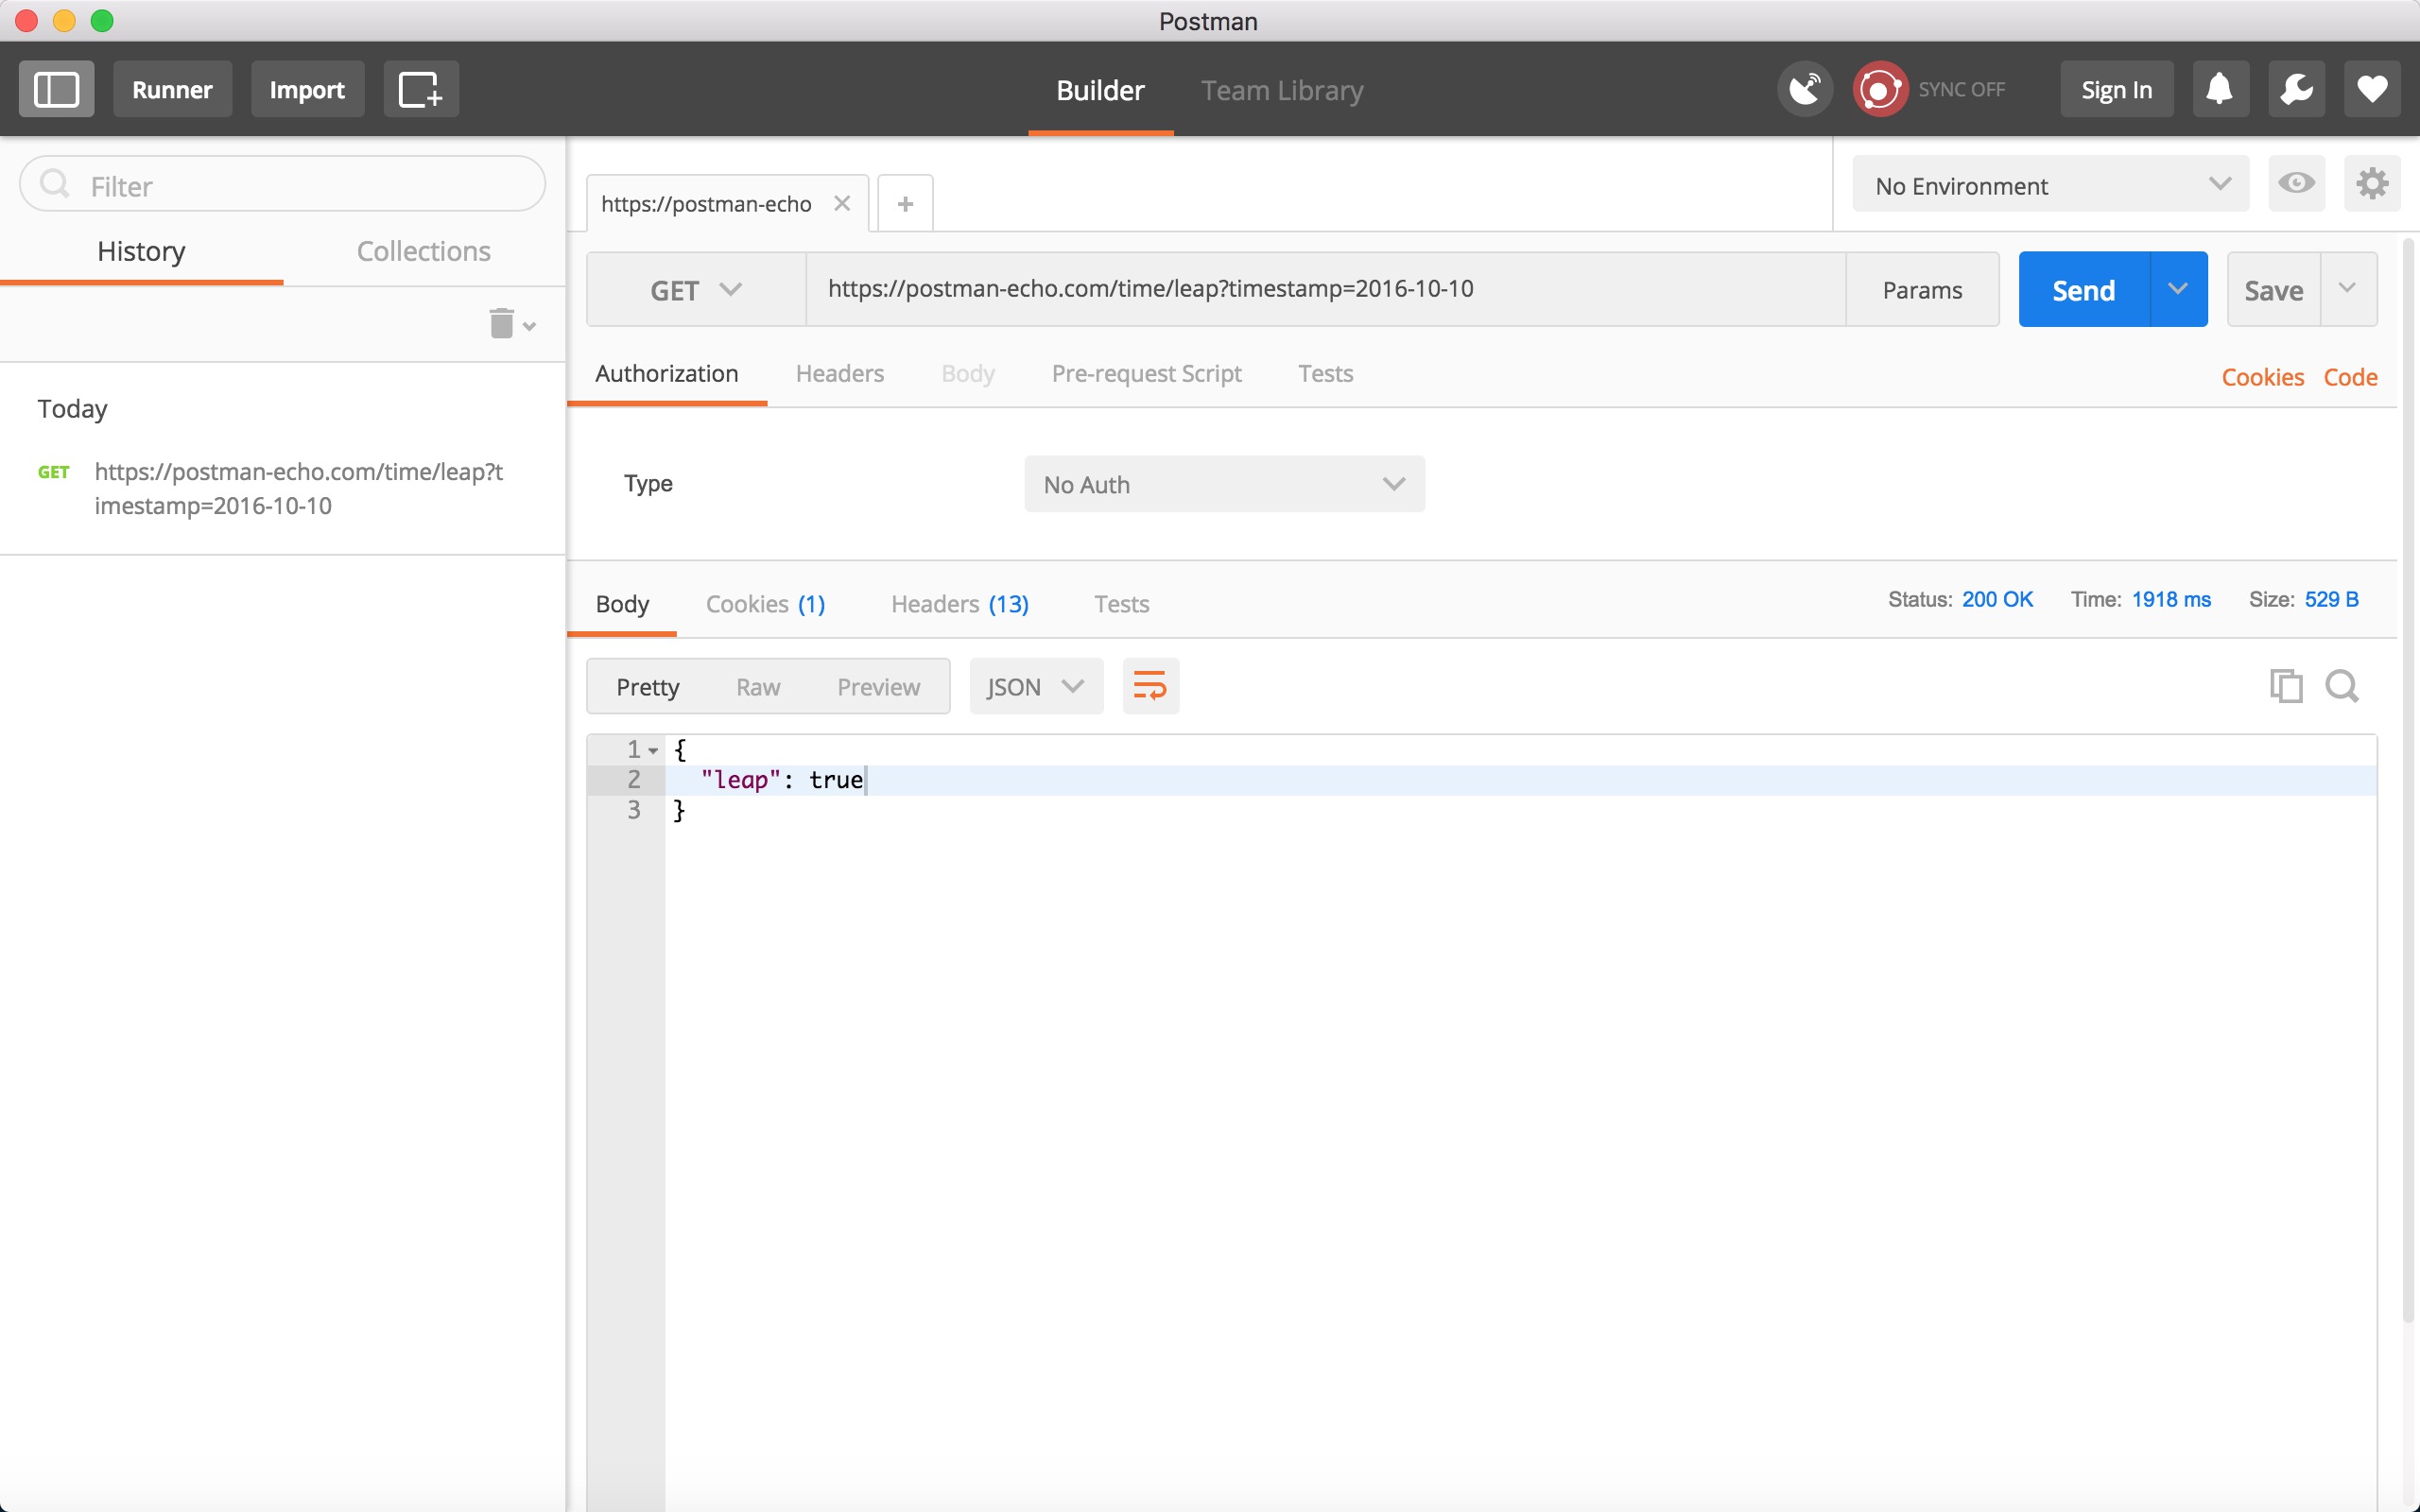 Postman
Runner Import Builder Team Library SYNC OFF Sign In
Filter
History Collections
Today
GET https://postman-echo.com/time/leap?t
imestamp=2016-10-10
https://postman-echo
No Environment
GET https://postman-echo.com/time/leap?timestamp=2016-10-10 Params Send Save
Authorization Headers Body Pre-request Script Tests Cookies Code
Type No Auth
Body Cookies (1) Headers (13) Tests Status: 200 OK Time: 1918 ms Size: 529 B
Pretty Raw Preview JSON
1 {
2 "leap": true
3 }